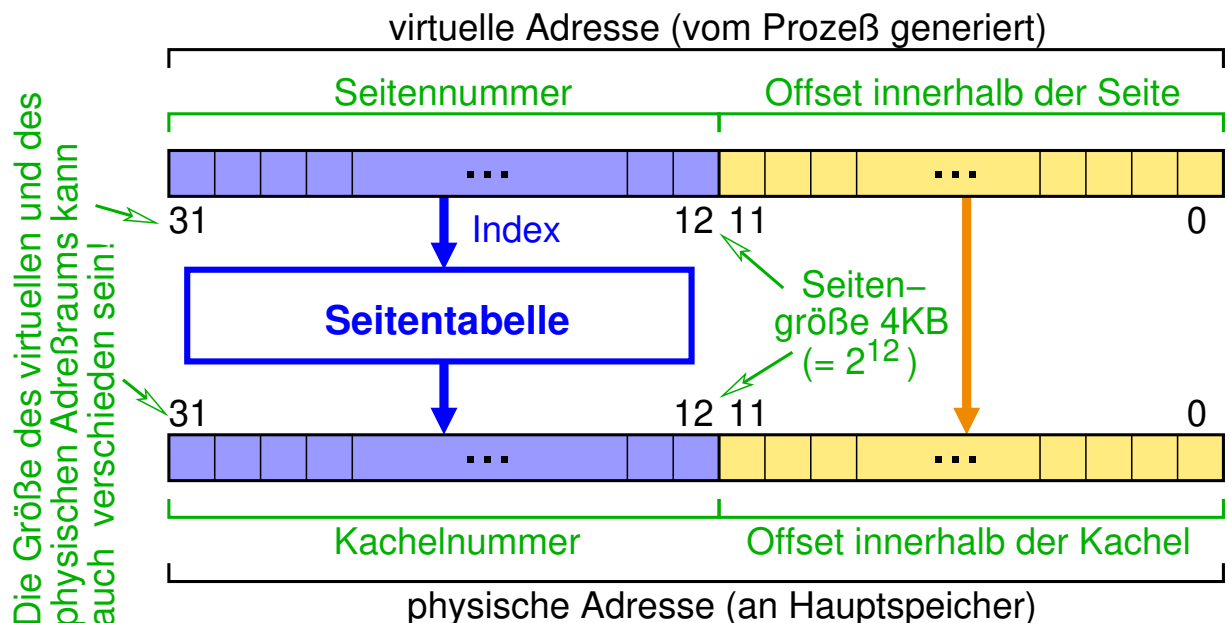 virtuelle Adresse (vom Prozeß generiert)
Seitennummer
Offset innerhalb der Seite
...
...
31
12
11
0
Index
Seitentabelle
Seiten–
größe 4KB
(= 2^12)
31
12
11
0
...
...
Kachelnummer
Offset innerhalb der Kachel
physische Adresse (an Hauptspeicher)
Die Größe des virtuellen und des
physischen Adreßraums kann
auch verschieden sein!